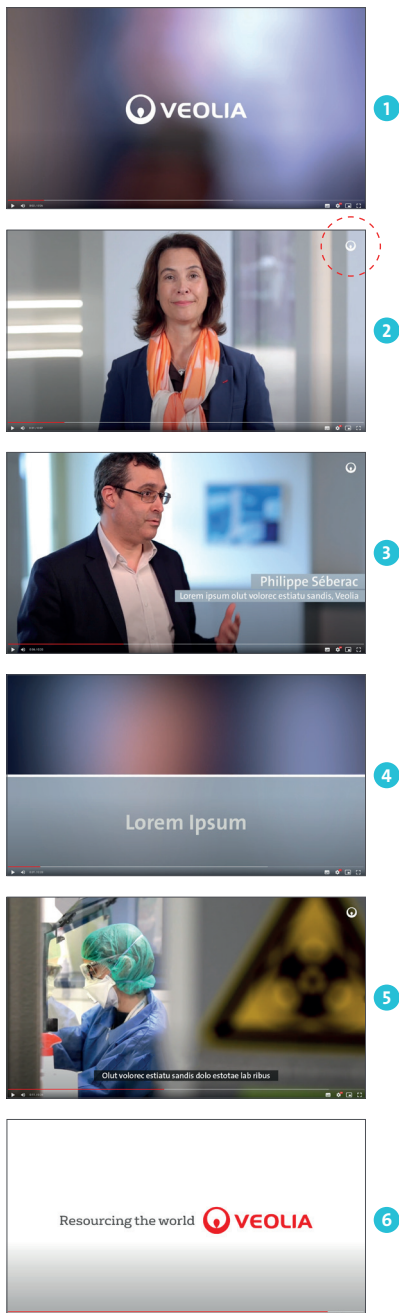 VEOLIA
1
2
Philippe Séberac
Lorem ipsum olut volorec estiatu sandis, Veolia
3
Lorem Ipsum
4
Olut volorec estiatu sandis dolo estotae lab ribus
5
Resourcing the world VEOLIA
6